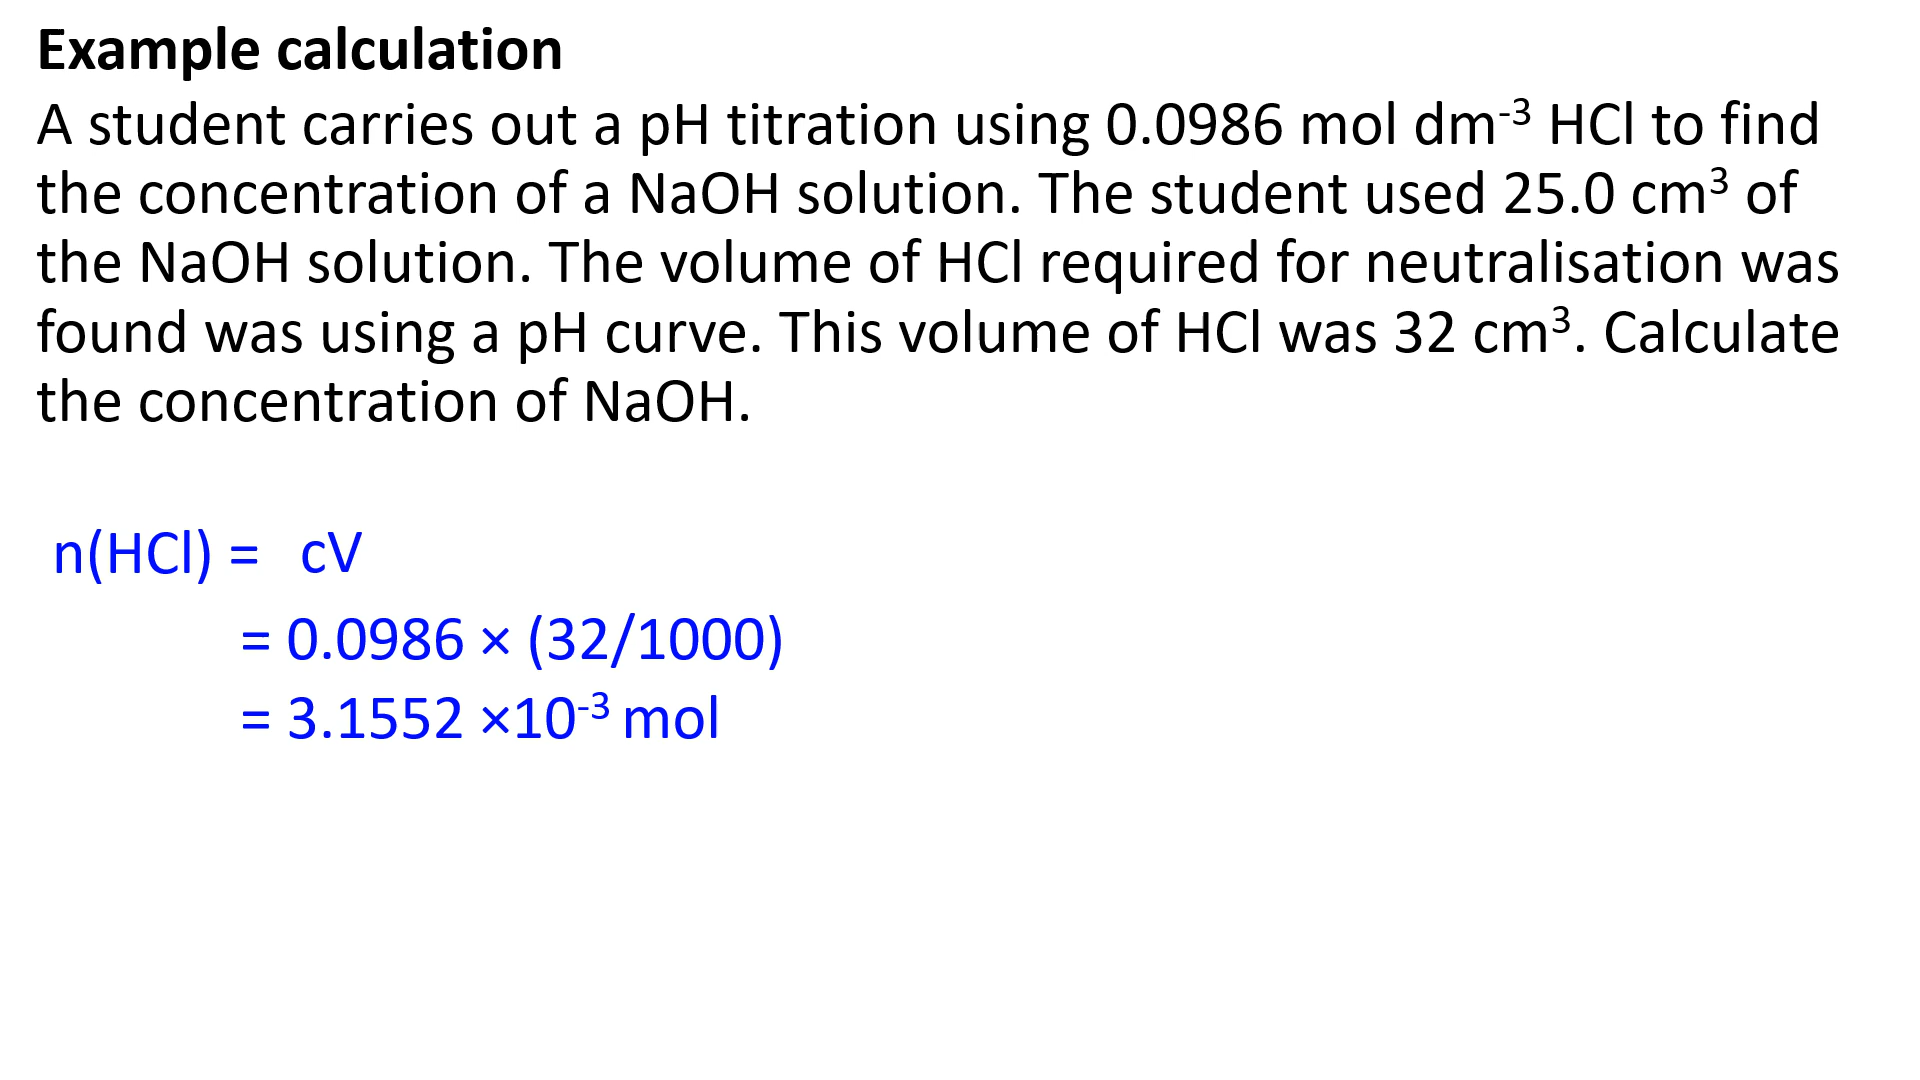 Example calculation
A student carries out a pH titration using 0.0986 mol dm⁻³ HCl to find
the concentration of a NaOH solution. The student used 25.0 cm³ of
the NaOH solution. The volume of HCl required for neutralisation was
found was using a pH curve. This volume of HCl was 32 cm³. Calculate
the concentration of NaOH.
n(HCl) = cV
= 0.0986 × (32/1000)
= 3.1552 ×10⁻³ mol